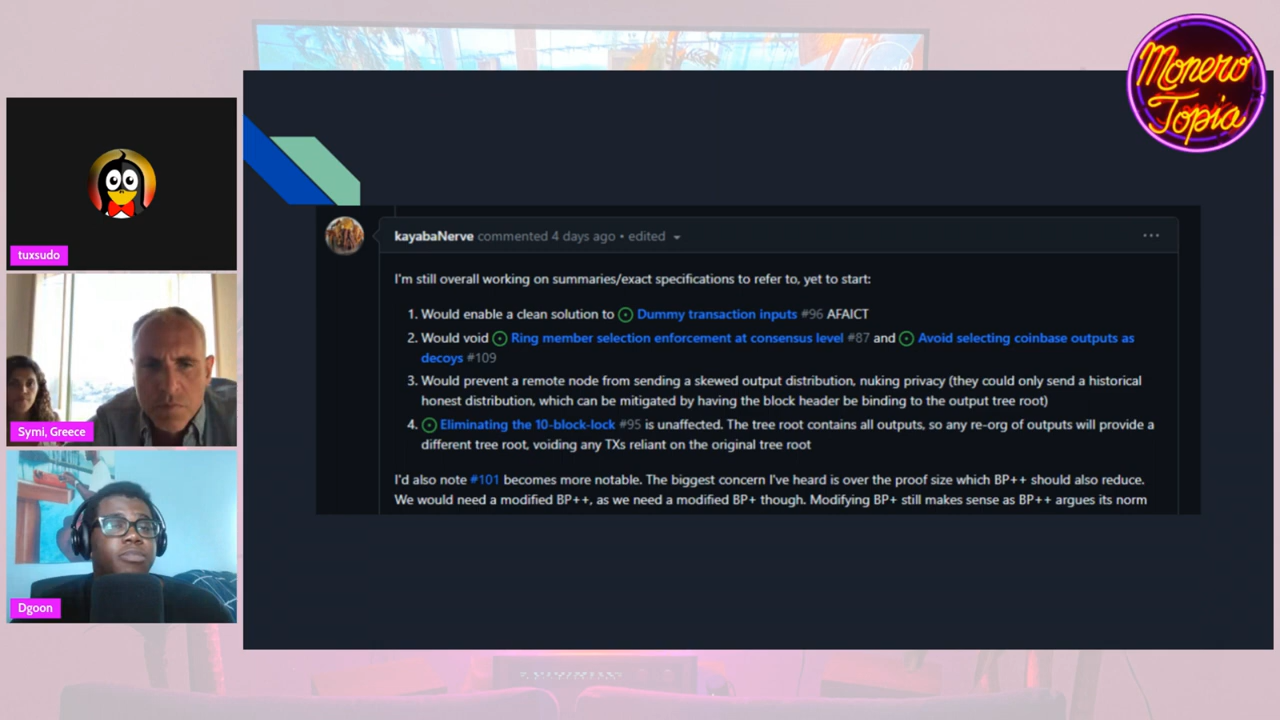 Monero
Topia
tuxsudo
Symi, Greece
Dgoon
kayabaNerve commented 4 days ago • edited
I'm still overall working on summaries/exact specifications to refer to, yet to start:
1. Would enable a clean solution to Dummy transaction inputs #96 AFAICT
2. Would void Ring member selection enforcement at consensus level #87 and Avoid selecting coinbase outputs as
decoys #109
3. Would prevent a remote node from sending a skewed output distribution, nuking privacy (they could only send a historical
honest distribution, which can be mitigated by having the block header be binding to the output tree root)
4. Eliminating the 10-block-lock #95 is unaffected. The tree root contains all outputs, so any re-org of outputs will provide a
different tree root, voiding any TXs reliant on the original tree root
I'd also note #101 becomes more notable. The biggest concern I've heard is over the proof size which BP++ should also reduce.
We would need a modified BP++, as we need a modified BP+ though. Modifying BP+ still makes sense as BP++ argues its norm